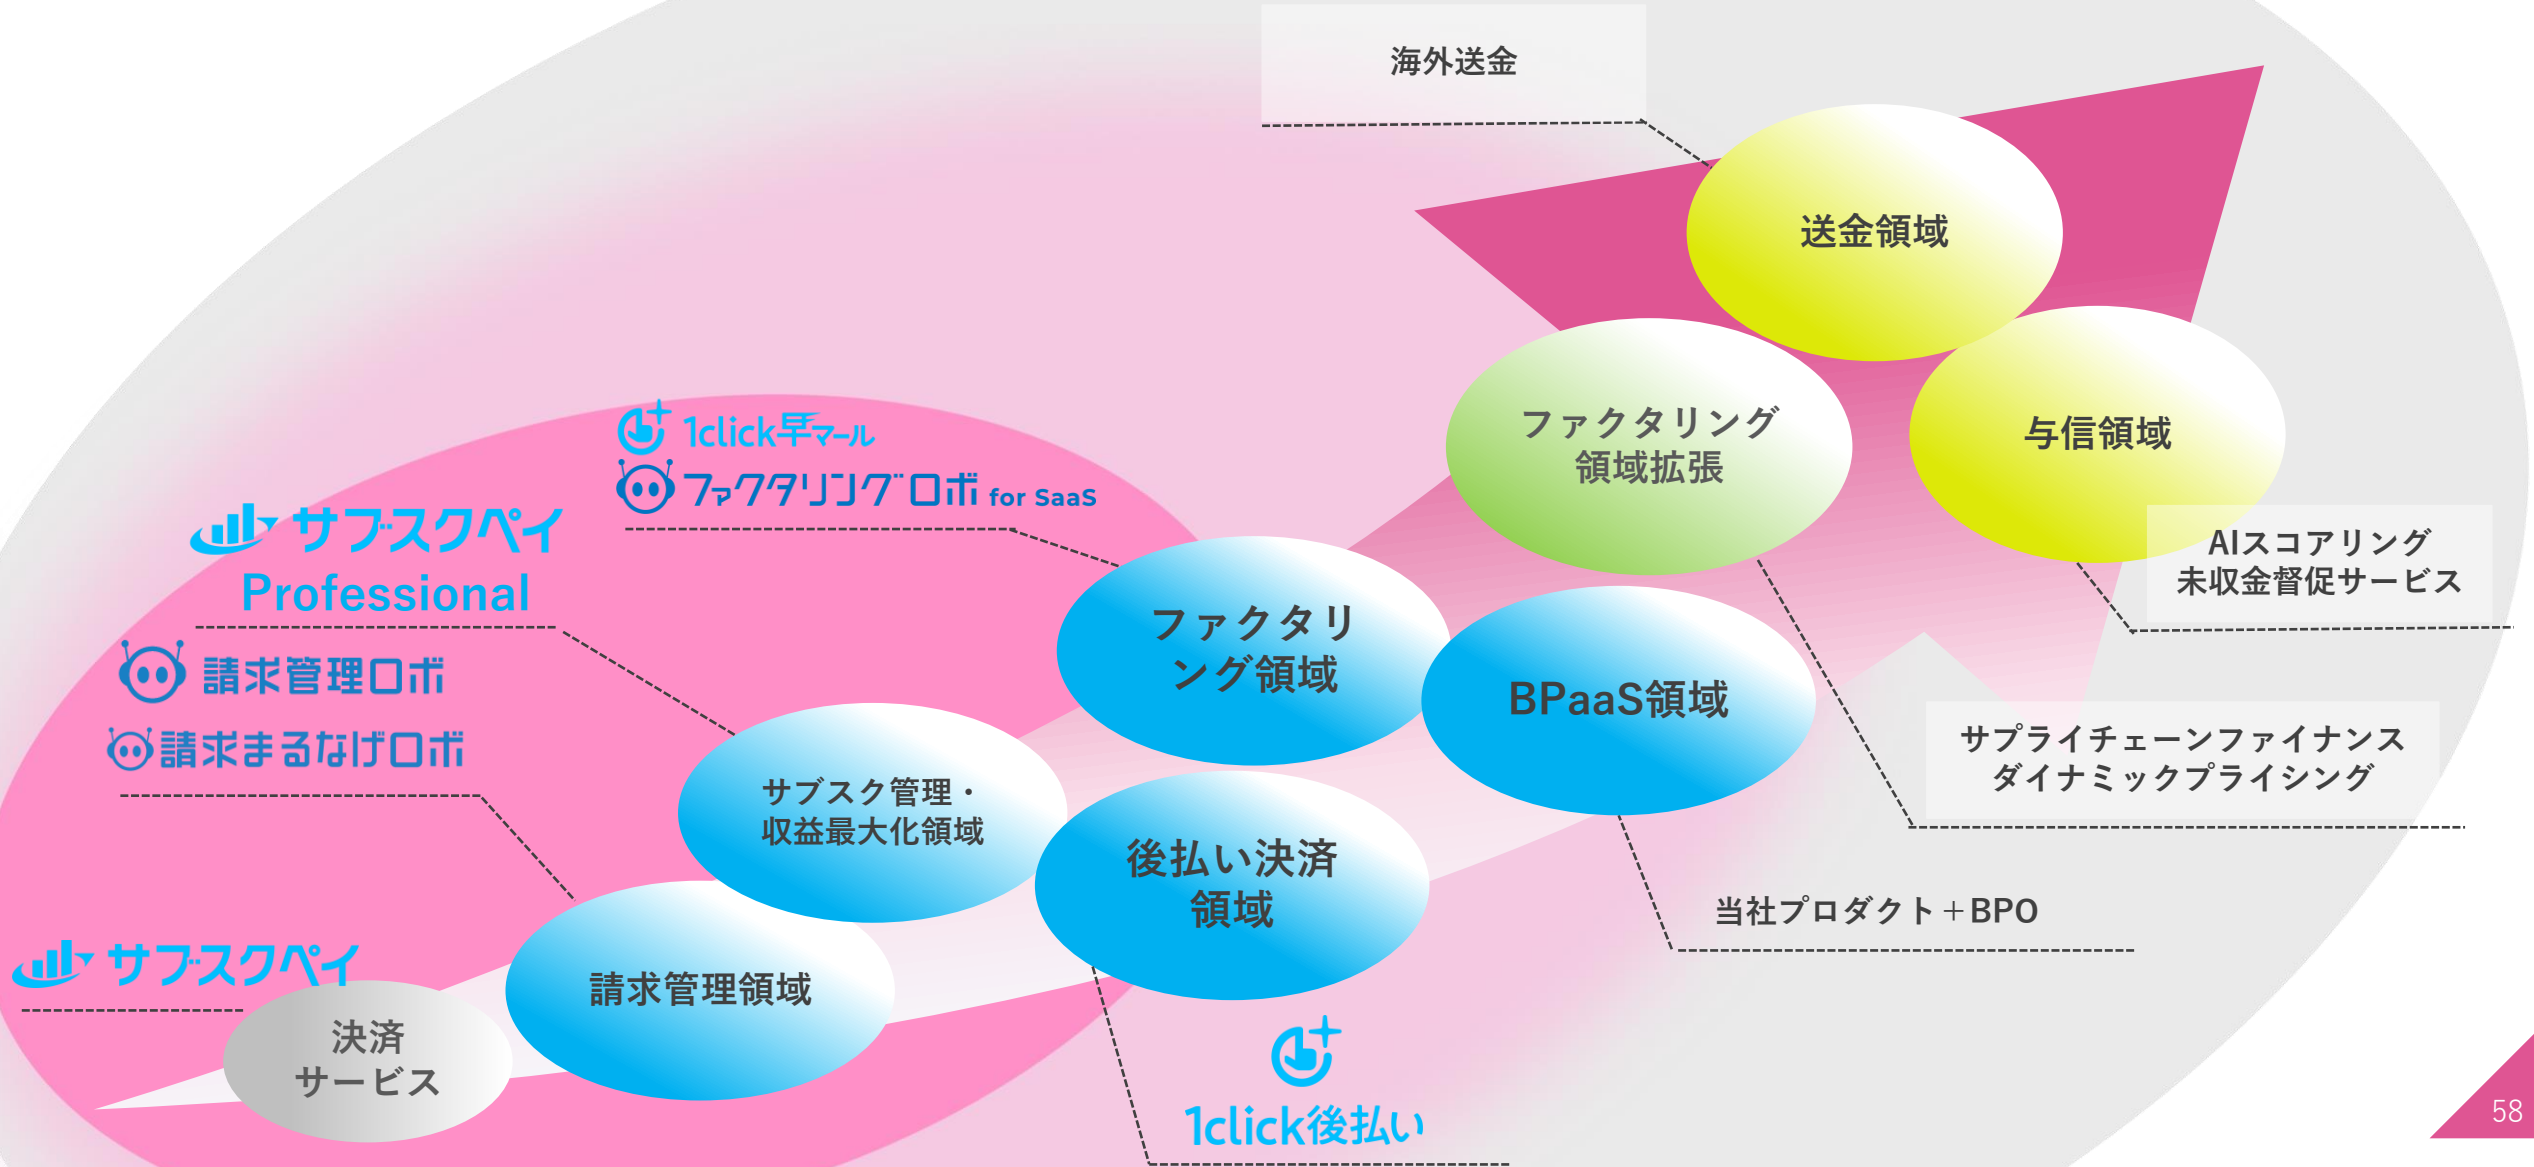 海外送金
送金領域
ファクタリング
領域拡張
与信領域
AIスコアリング
未収金督促サービス
1click早マール
ファクタリングロボ for SaaS
サブスクペイ
Professional
ファクタリ
ング領域
BPaaS領域
請求管理ロボ
請求まるなげロボ
サプライチェーンファイナンス
ダイナミックプライシング
サブスク管理・
収益最大化領域
後払い決済
領域
当社プロダクト＋BPO
サブスクペイ
請求管理領域
決済
サービス
1click後払い
58